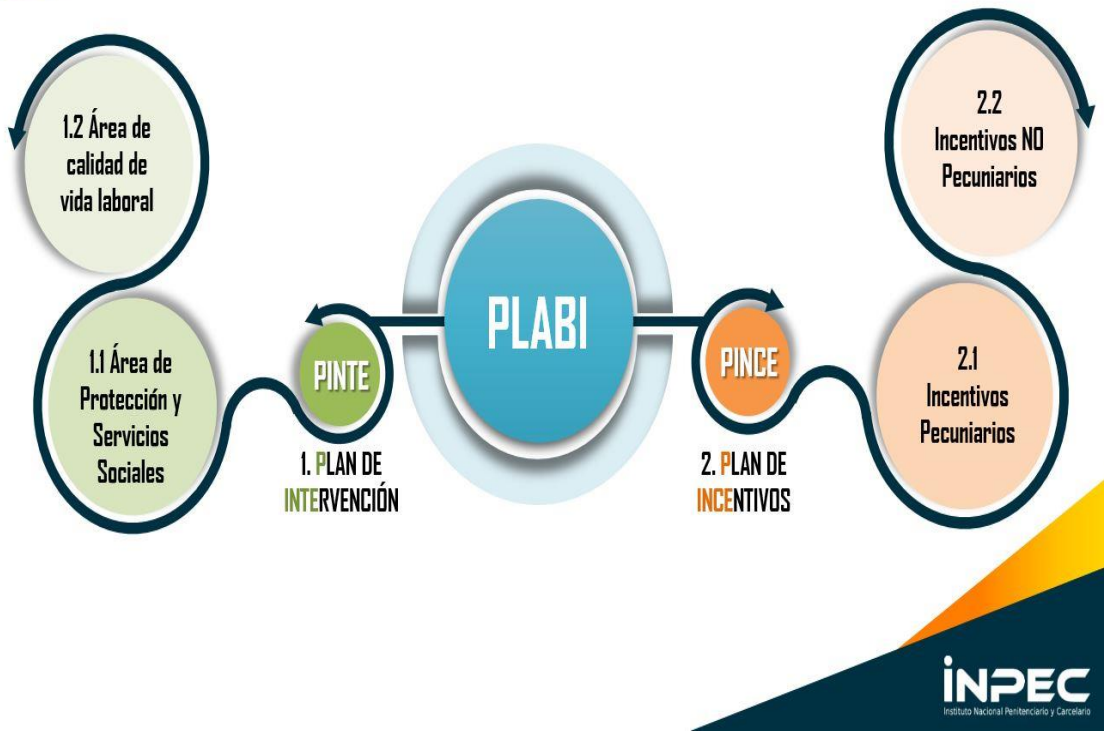 1.2 Área de
calidad de
vida laboral
1.1 Área de
Protección y
Servicios
Sociales
PINTE
1. PLAN DE
INTERVENCIÓN
PLABI
PINCE
2. PLAN DE
INCENTIVOS
2.2
Incentivos NO
Pecuniarios
2.1
Incentivos
Pecuniarios
INPEC
Instituto Nacional Penitenciario y Carcelario